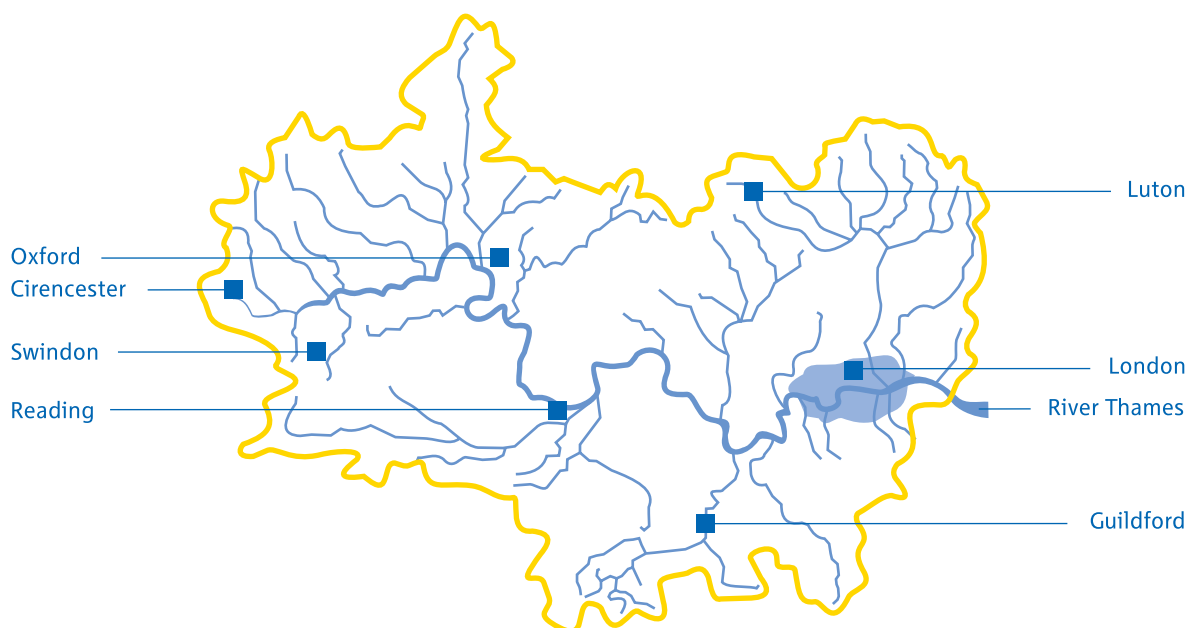 Oxford
Cirencester
Swindon
Reading
Luton
London
River Thames
Guildford